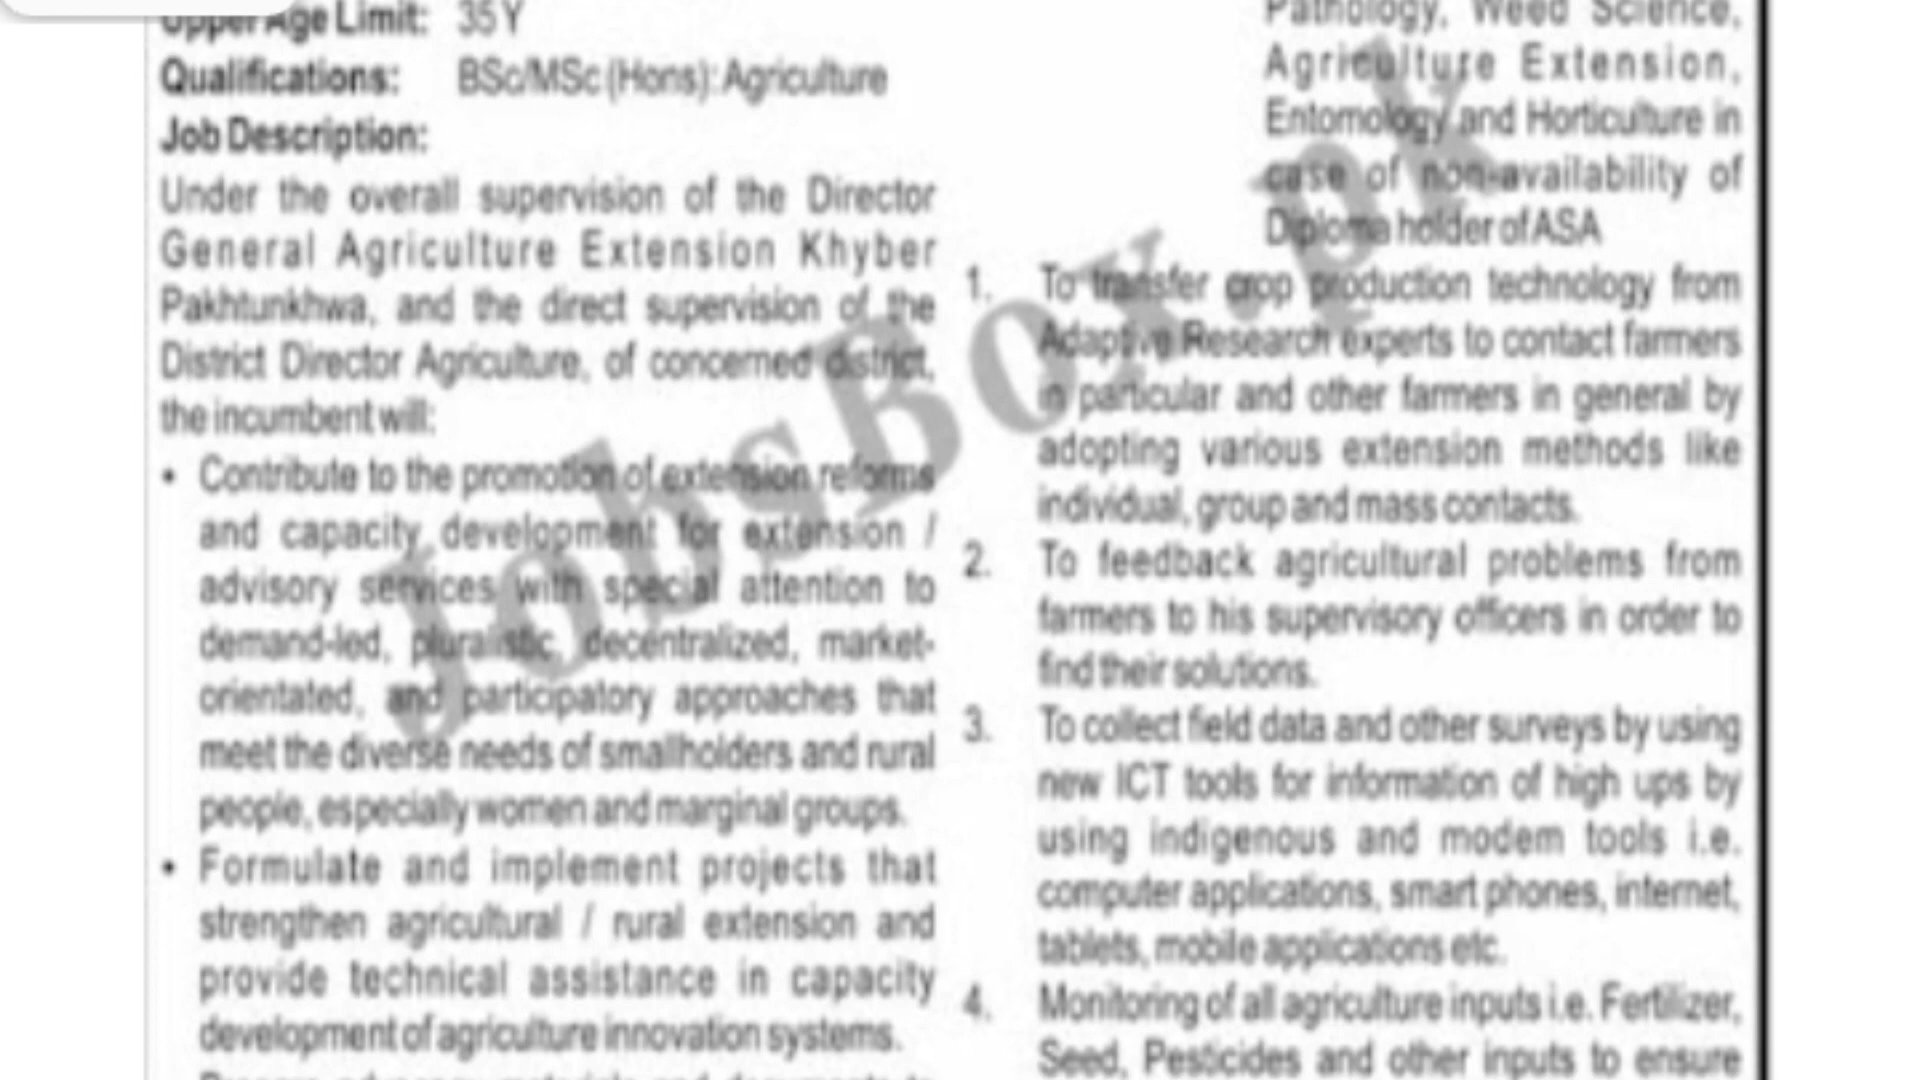 Upper Age Limit: 35Y
Qualifications: BSc/MSc (Hons): Agriculture
Job Description:
Under the overall supervision of the Director
General Agriculture Extension Khyber
Pakhtunkhwa, and the direct supervision of the
District Director Agriculture, of concerned district,
the incumbent will:
• Contribute to the promotion of extension reforms
and capacity development for extension /
advisory services with special attention to
demand-led, pluralistic, decentralized, market-
orientated, and participatory approaches that
meet the diverse needs of smallholders and rural
people, especially women and marginal groups.
• Formulate and implement projects that
strengthen agricultural / rural extension and
provide technical assistance in capacity
development of agriculture innovation systems.
Pathology, Weed Science,
Agriculture Extension,
Entomology and Horticulture in
case of non-availability of
Diploma holder of ASA
1. To transfer crop production technology from
Adaptive Research experts to contact farmers
in particular and other farmers in general by
adopting various extension methods like
individual, group and mass contacts.
2. To feedback agricultural problems from
farmers to his supervisory officers in order to
find their solutions.
3. To collect field data and other surveys by using
new ICT tools for information of high ups by
using indigenous and modern tools i.e.
computer applications, smart phones, internet,
tablets, mobile applications etc.
4. Monitoring of all agriculture inputs i.e. Fertilizer,
Seed, Pesticides and other inputs to ensure
JobsBox.pk